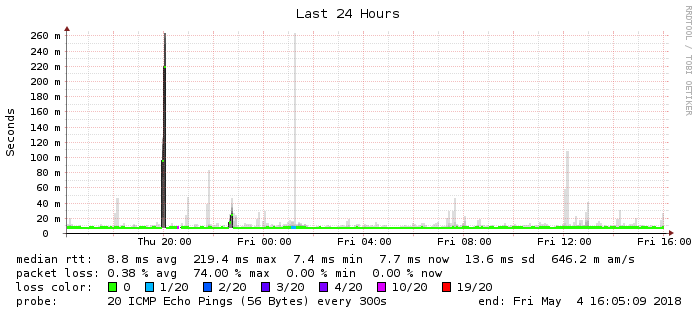 Last 24 Hours
RRDTOOL / TOBI OETIKER
Seconds
260 m
240 m
220 m
200 m
180 m
160 m
140 m
120 m
100 m
80 m
60 m
40 m
20 m
0
Thu 20:00 Fri 00:00 Fri 04:00 Fri 08:00 Fri 12:00 Fri 16:00
median rtt: 8.8 ms avg 219.4 ms max 7.4 ms min 7.7 ms now 13.6 ms sd 646.2 m am/s
packet loss: 0.38 % avg 74.00 % max 0.00 % min 0.00 % now
loss color: 0 1/20 2/20 3/20 4/20 10/20 19/20
probe: 20 ICMP Echo Pings (56 Bytes) every 300s end: Fri May 4 16:05:09 2018